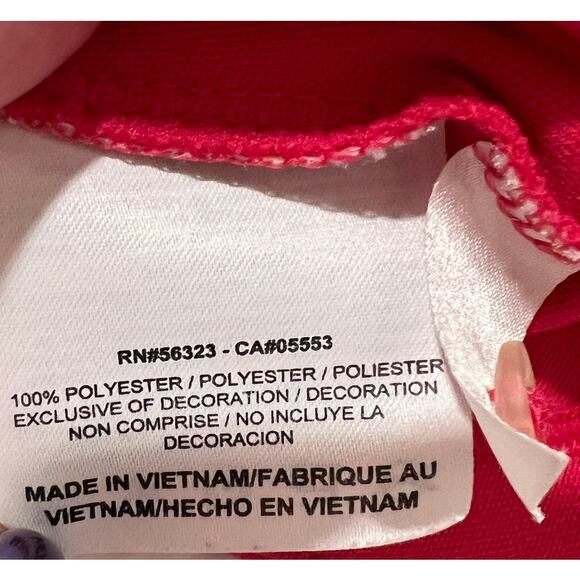 RN#56323 - CA#05553
100% POLYESTER / POLYESTER / POLIESTER
EXCLUSIVE OF DECORATION / DECORATION
NON COMPRISE / NO INCLUYE LA
DECORACION
MADE IN VIETNAM/FABRIQUE AU
VIETNAM/HECHO EN VIETNAM